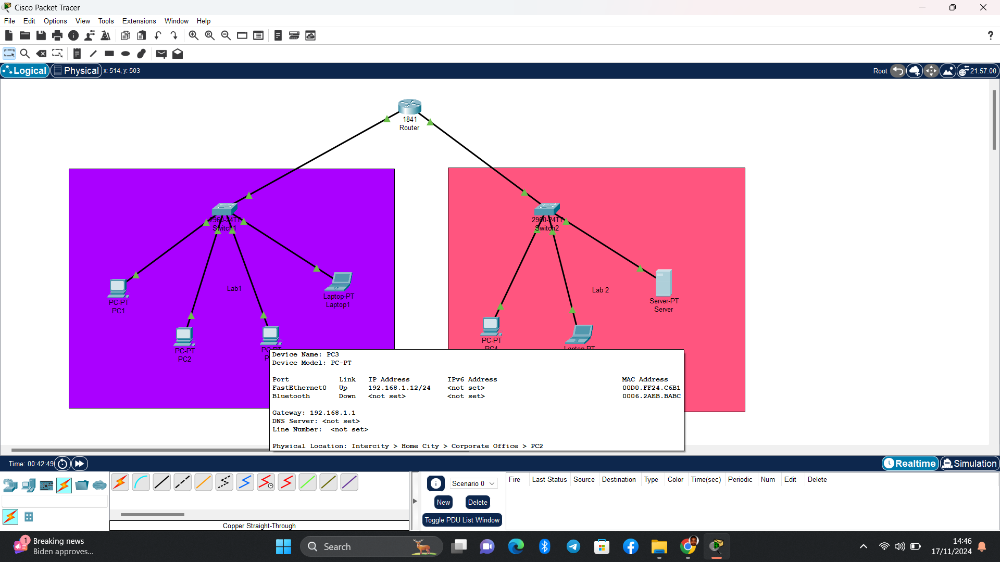 Cisco Packet Tracer
File Edit Options View Tools Extensions Window Help
?
Logical Physical x: 514, y: 503 Root 21:57:00
1841
Router
2960-24TT
Switch1
2960-24TT
Switch2
Lab1
Lab 2
Laptop-PT
Laptop1
PC-PT
PC1
Server-PT
Server
PC-PT
PC2
PC-PT
PC4
Laptop-PT
Device Name: PC3
Device Model: PC-PT
Port Link IP Address IPv6 Address MAC Address
FastEthernet0 Up 192.168.1.12/24 <not set> 00D0.FF24.C6B1
Bluetooth Down <not set> <not set> 0006.2AEB.BABC
Gateway: 192.168.1.1
DNS Server: <not set>
Line Number: <not set>
Physical Location: Intercity > Home City > Corporate Office > PC2
Time: 00:42:49 Realtime Simulation
Scenario 0
New Delete
Toggle PDU List Window
Fire Last Status Source Destination Type Color Time(sec) Periodic Num Edit Delete
Copper Straight-Through
1
Breaking news
Biden approves...
Search
14:46
17/11/2024